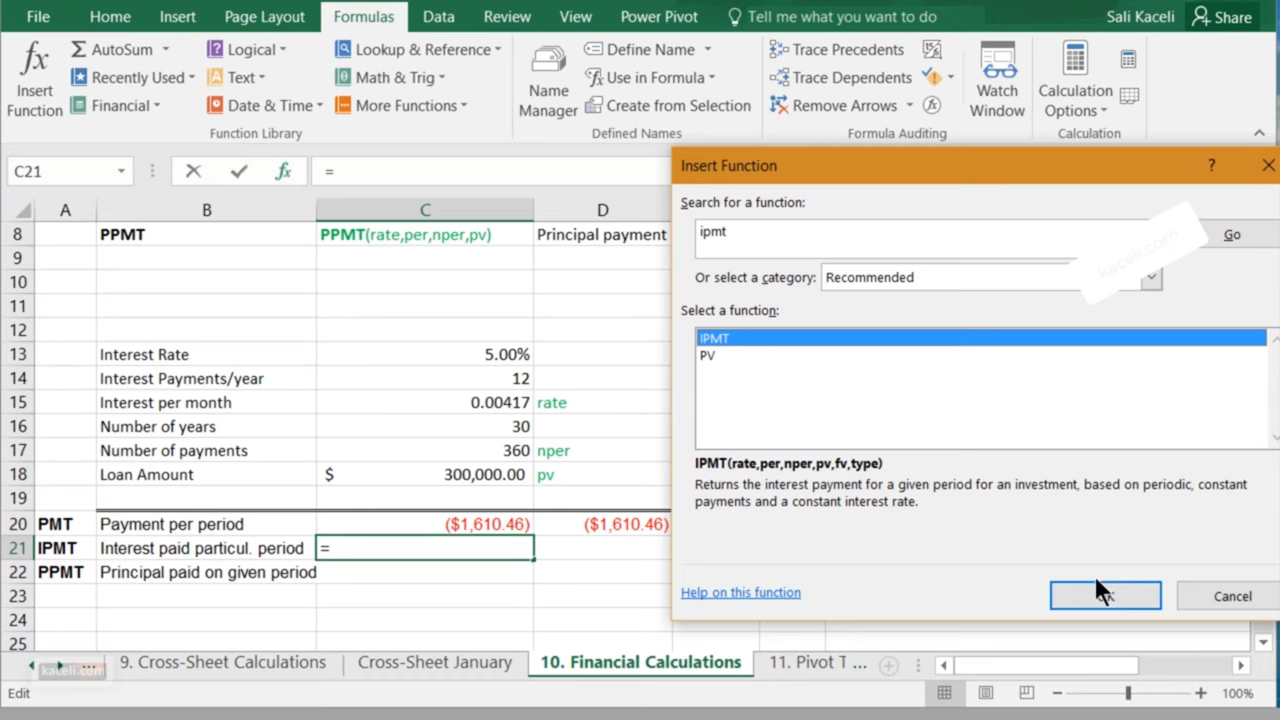 File Home Insert Page Layout Formulas Data Review View Power Pivot Tell me what you want to do Sali Kaceli Share
fx Insert Function
Σ AutoSum
Recently Used
Financial
Logical
Text
Date & Time
Lookup & Reference
Math & Trig
More Functions
Function Library
Name Manager
Define Name
Use in Formula
Create from Selection
Defined Names
Trace Precedents
Trace Dependents
Remove Arrows
Formula Auditing
Watch Window
Calculation Options
Calculation
C21 fx =
A B C D
8 PPMT PPMT(rate,per,nper,pv) Principal payment
9
10
11
12
13 Interest Rate 5.00%
14 Interest Payments/year 12
15 Interest per month 0.00417 rate
16 Number of years 30
17 Number of payments 360 nper
18 Loan Amount $ 300,000.00 pv
19
20 PMT Payment per period ($1,610.46) ($1,610.46)
21 IPMT Interest paid particul. period =
22 PPMT Principal paid on given period
23
24
25
Insert Function ?
Search for a function:
ipmt
Go
kaceli.com
Or select a category: Recommended
Select a function:
IPMT
PV
IPMT(rate,per,nper,pv,fv,type)
Returns the interest payment for a given period for an investment, based on periodic, constant
payments and a constant interest rate.
Help on this function
Cancel
... 9. Cross-Sheet Calculations Cross-Sheet January 10. Financial Calculations 11. Pivot T ...
kaceli.com
Edit 100%